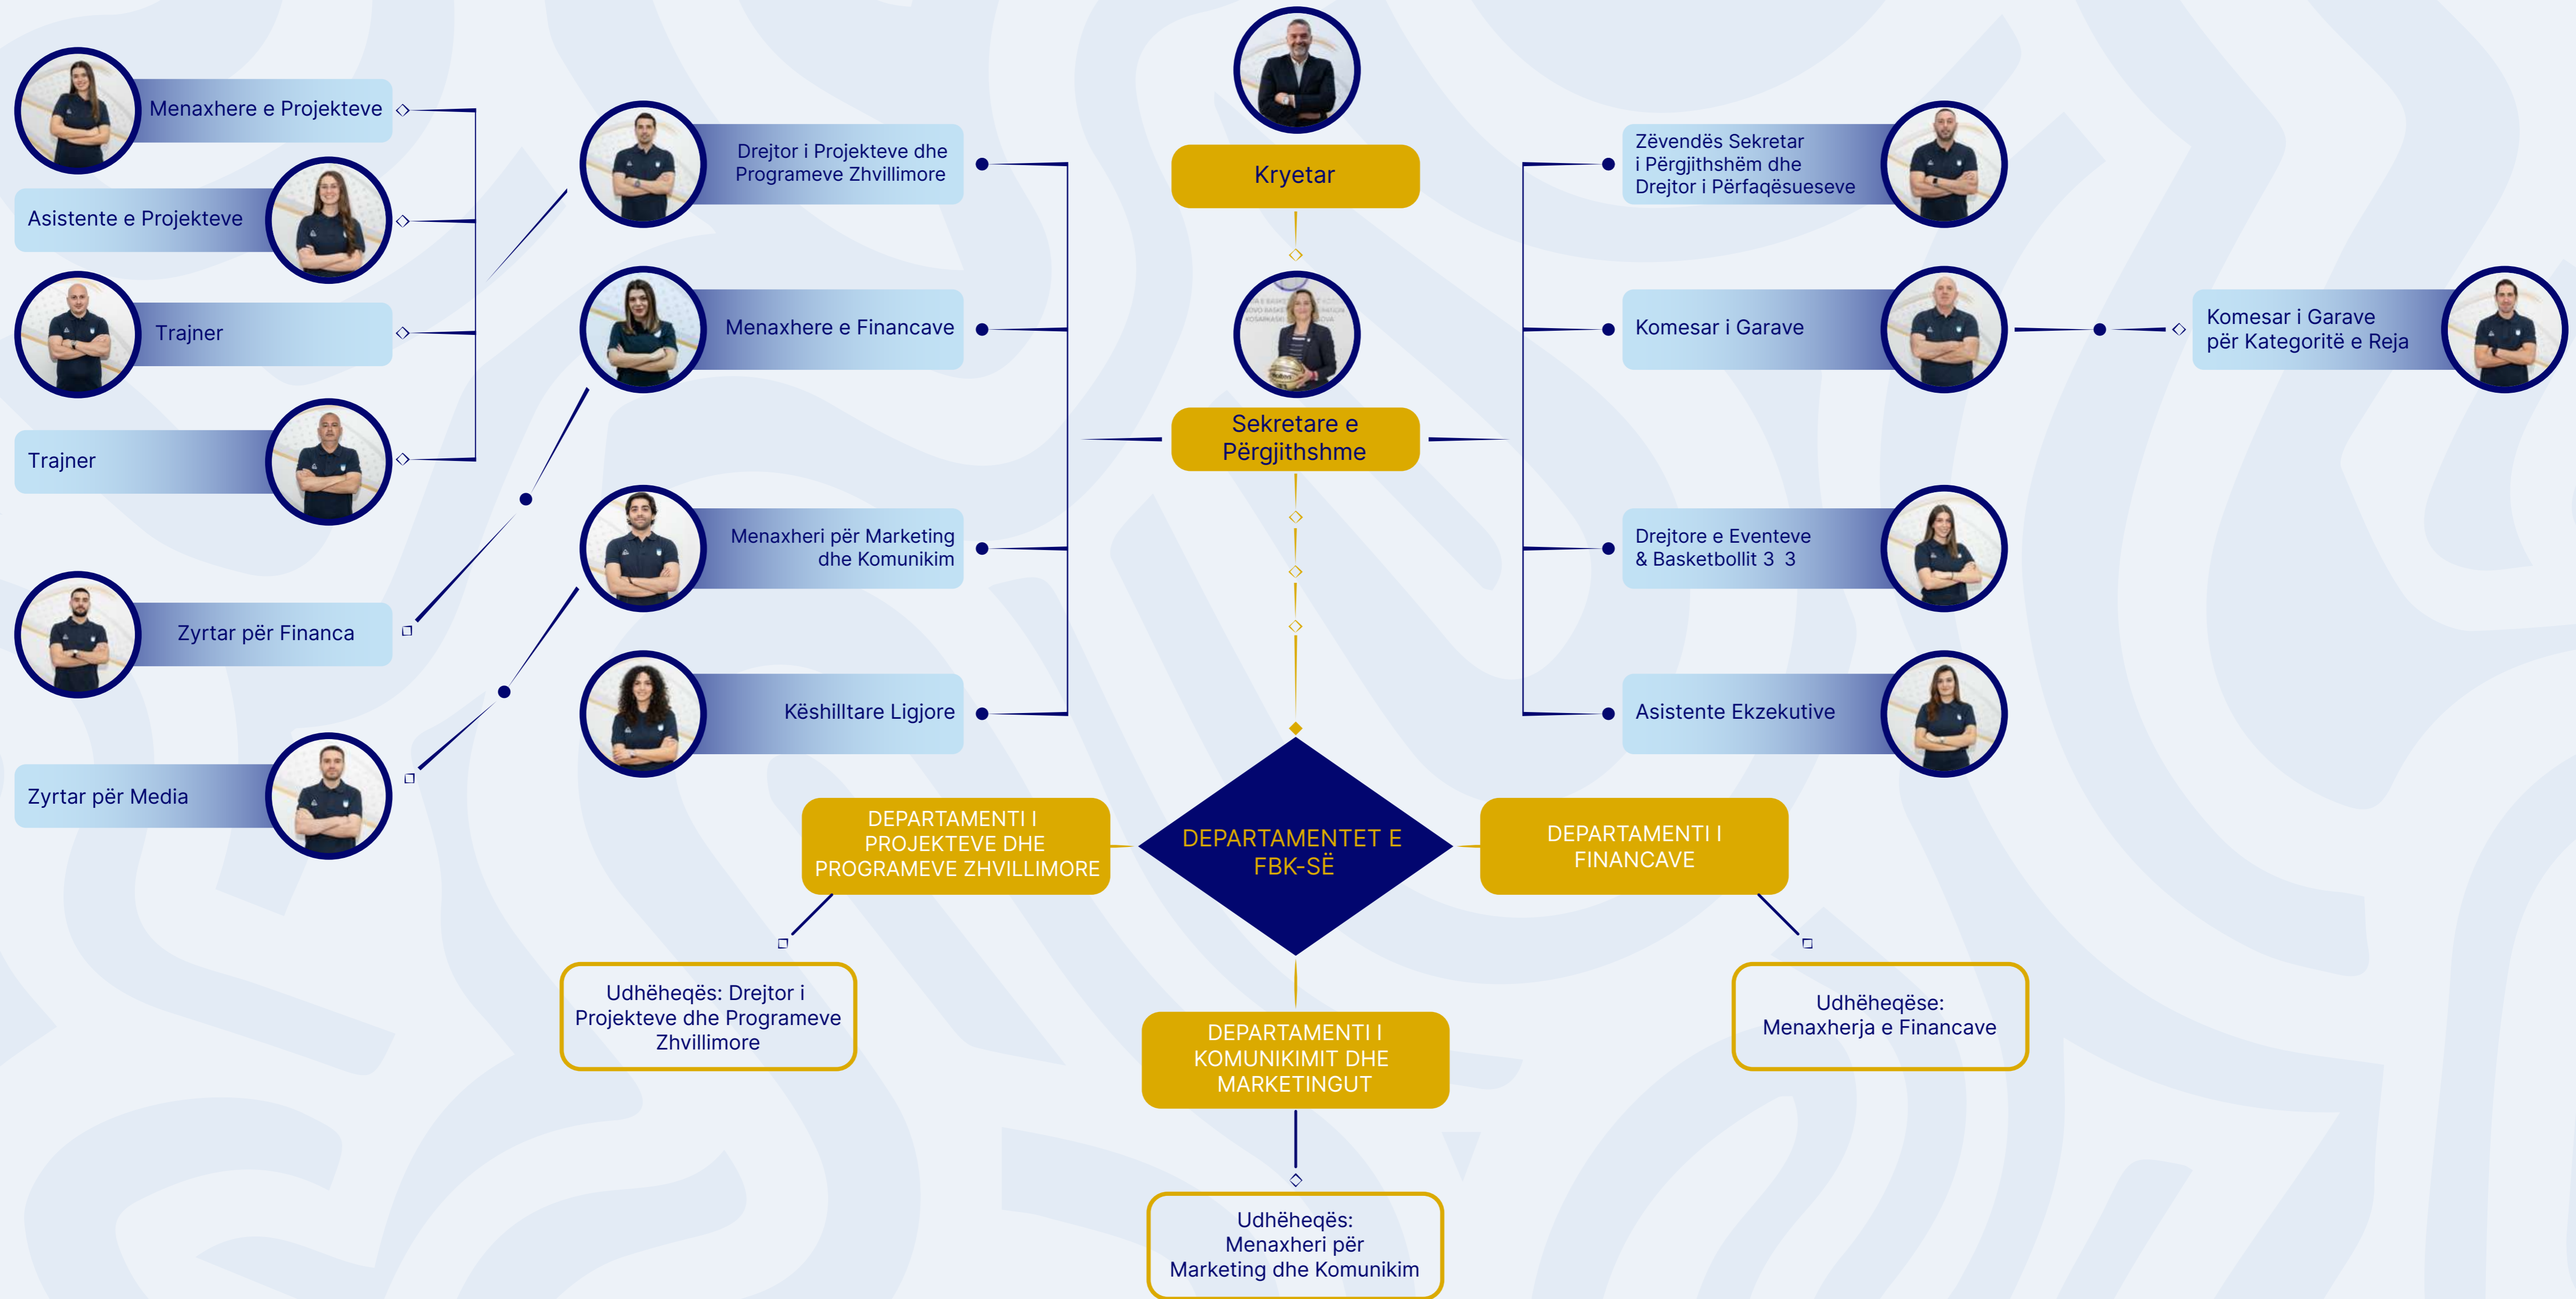 Kryetar
Sekretare e
Përgjithshme
Menaxhere e Projekteve
Asistente e Projekteve
Trajner
Trajner
Zyrtar për Financa
Zyrtar për Media
Drejtor i Projekteve dhe
Programeve Zhvillimore
Menaxhere e Financave
Menaxheri për Marketing
dhe Komunikim
Këshilltare Ligjore
Zëvendës Sekretar
i Përgjithshëm dhe
Drejtor i Përfaqësueseve
Komesar i Garave
Komesar i Garave
për Kategoritë e Reja
Drejtore e Eventeve
& Basketbollit 3 3
Asistente Ekzekutive
DEPARTAMENTET E
FBK-SË
DEPARTAMENTI I
PROJEKTEVE DHE
PROGRAMEVE ZHVILLIMORE
DEPARTAMENTI I
FINANCAVE
Udhëheqës: Drejtor i
Projekteve dhe Programeve
Zhvillimore
Udhëheqëse:
Menaxherja e Financave
DEPARTAMENTI I
KOMUNIKIMIT DHE
MARKETINGUT
Udhëheqës:
Menaxheri për
Marketing dhe Komunikim